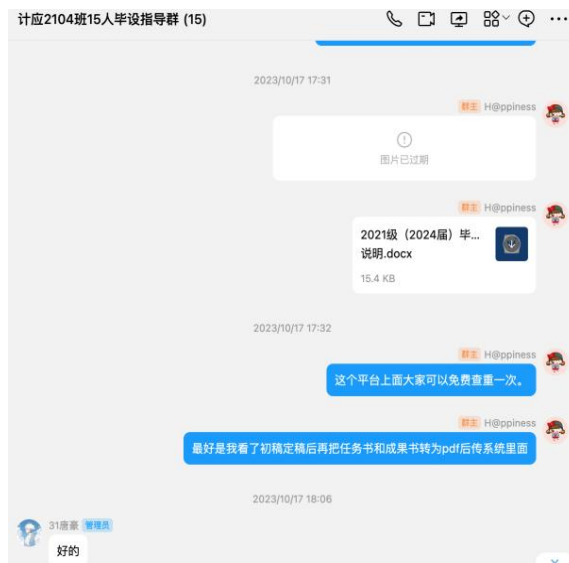 计应2104班15人毕设指导群 (15)
2023/10/17 17:31
群主 H@ppiness
图片已过期
群主 H@ppiness
2021级（2024届）毕...
说明.docx
15.4 KB
2023/10/17 17:32
群主 H@ppiness
这个平台上面大家可以免费查重一次。
群主 H@ppiness
最好是我看了初稿定稿后再把任务书和成果书转为pdf后传系统里面
2023/10/17 18:06
31唐豪 管理员
好的